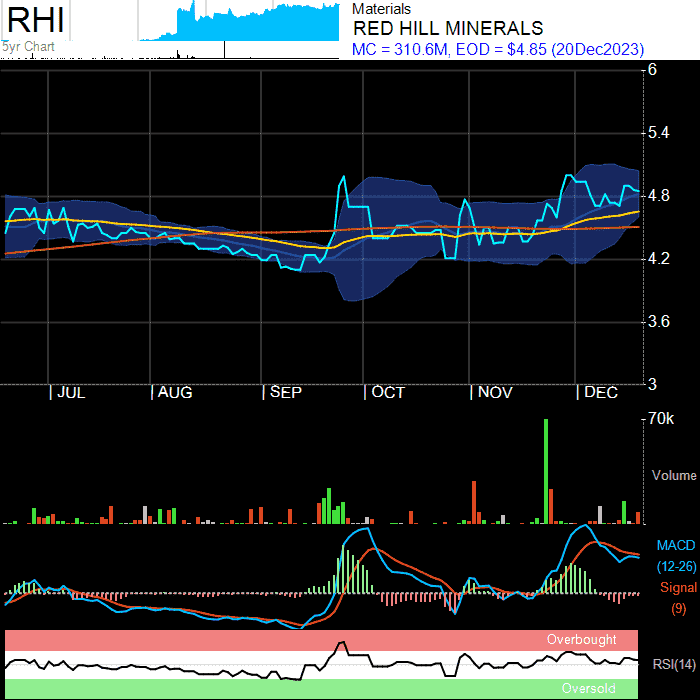 RHI
5yr Chart
Materials
RED HILL MINERALS
MC = 310.6M, EOD = $4.85 (20Dec2023)
6
5.4
4.8
4.2
3.6
3
JUL
AUG
SEP
OCT
NOV
DEC
70k
Volume
MACD
(12-26)
Signal
(9)
Overbought
RSI(14)
Oversold